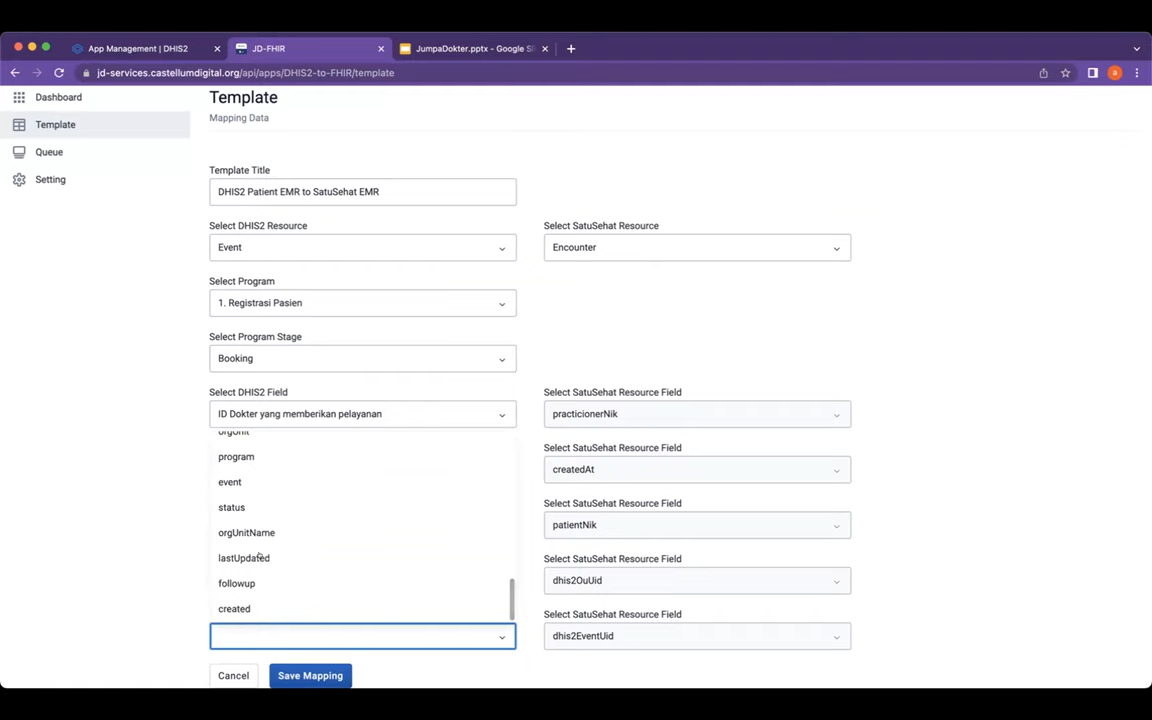 App Management | DHIS2
JD-FHIR
JumpaDokter.pptx - Google Sl
jd-services.castellumdigital.org/api/apps/DHIS2-to-FHIR/template
a
Dashboard
Template
Queue
Setting
Template
Mapping Data
Template Title
DHIS2 Patient EMR to SatuSehat EMR
Select DHIS2 Resource
Select SatuSehat Resource
Event
Encounter
Select Program
1. Registrasi Pasien
Select Program Stage
Booking
Select DHIS2 Field
Select SatuSehat Resource Field
ID Dokter yang memberikan pelayanan
practicionerNik
orgUnit
Select SatuSehat Resource Field
program
createdAt
event
status
Select SatuSehat Resource Field
patientNik
orgUnitName
lastUpdated
Select SatuSehat Resource Field
followup
dhis2OuUid
created
Select SatuSehat Resource Field
dhis2EventUid
Cancel
Save Mapping